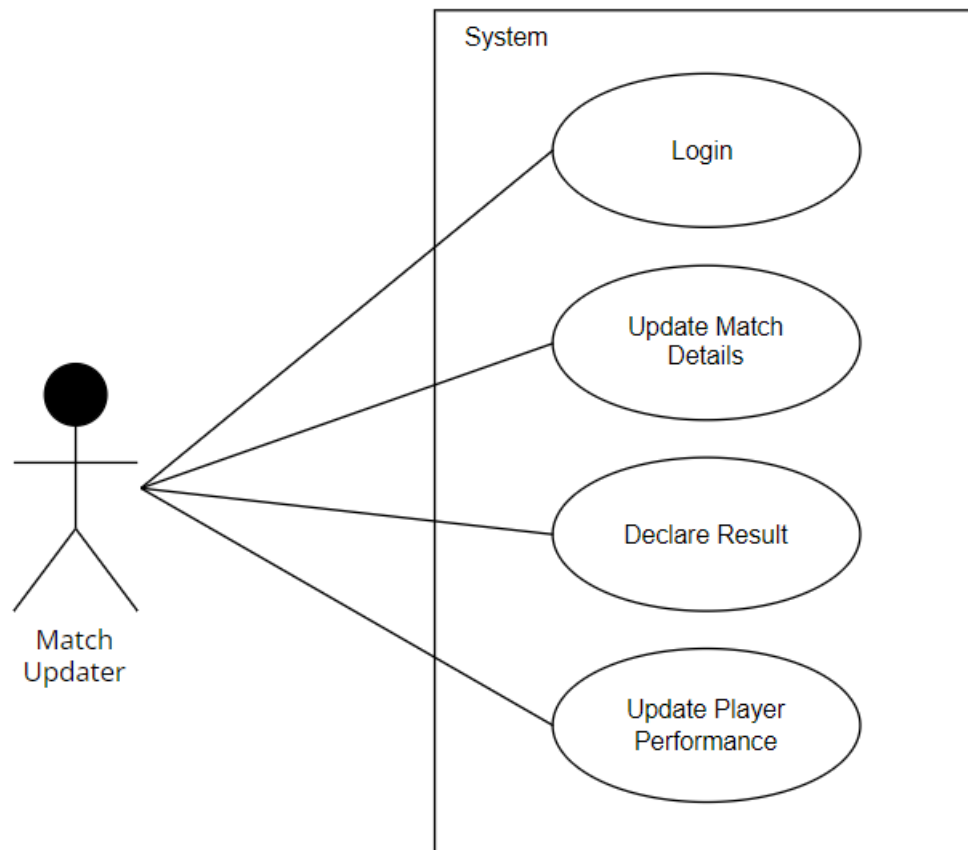 System
Login
Update Match
Details
Declare Result
Match
Updater
Update Player
Performance